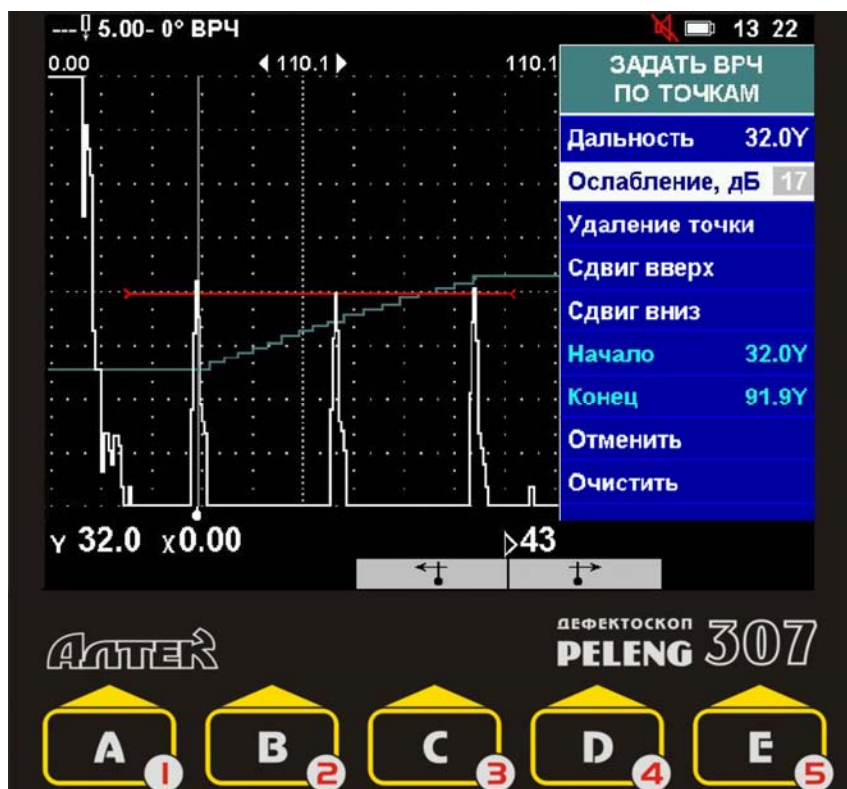 --- 5.00- 0° ВРЧ 13 22
0.00 110.1 110.1
ЗАДАТЬ ВРЧ
ПО ТОЧКАМ
Дальность 32.0Y
Ослабление, дБ 17
Удаление точки
Сдвиг вверх
Сдвиг вниз
Начало 32.0Y
Конец 91.9Y
Отменить
Очистить
Y 32.0 X0.00 43
АЛТЕК
ДЕФЕКТОСКОП
PELENG 307
A B C D E
1 2 3 4 5